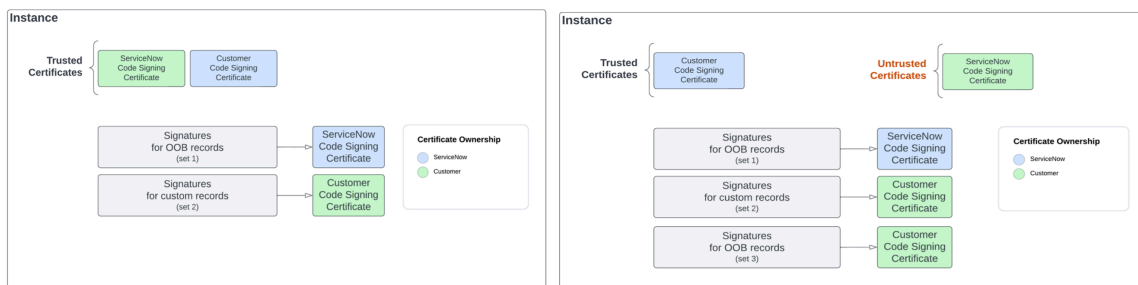 Instance
Trusted
Certificates
ServiceNow
Code Signing
Certificate
Customer
Code Signing
Certificate
Signatures
for OOB records
(set 1)
ServiceNow
Code Signing
Certificate
Signatures
for custom records
(set 2)
Customer
Code Signing
Certificate
Certificate Ownership
ServiceNow
Customer
Instance
Trusted
Certificates
Customer
Code Signing
Certificate
Untrusted
Certificates
ServiceNow
Code Signing
Certificate
Signatures
for OOB records
(set 1)
ServiceNow
Code Signing
Certificate
Signatures
for custom records
(set 2)
Customer
Code Signing
Certificate
Signatures
for OOB records
(set 3)
Customer
Code Signing
Certificate
Certificate Ownership
ServiceNow
Customer